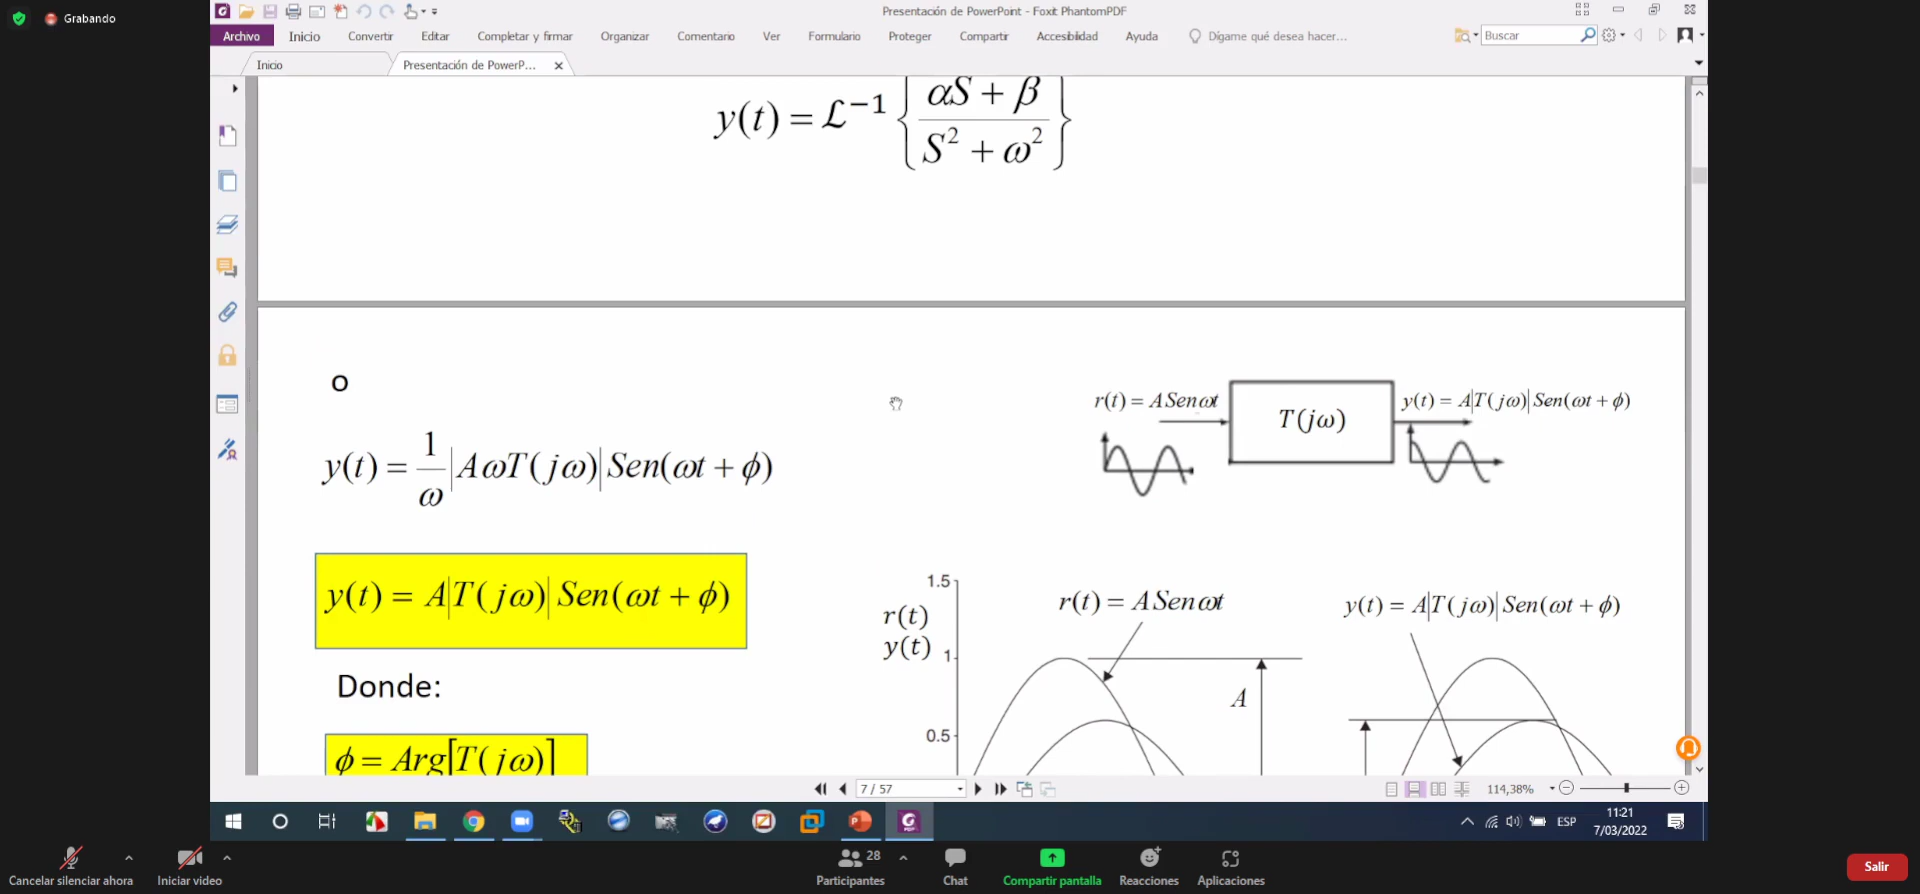 Grabando
Presentación de PowerPoint - Foxit PhantomPDF
Archivo Inicio Convertir Editar Completar y firmar Organizar Comentario Ver Formulario Proteger Compartir Accesibilidad Ayuda Dígame qué desea hacer... Buscar
Inicio Presentación de PowerP...
y(t) = ℒ⁻¹ { (αS + β) / (S² + ω²) }
o
r(t) = A Sen ωt
T(jω)
y(t) = A|T(jω)| Sen(ωt + ϕ)
y(t) = 1/ω |AωT(jω)| Sen(ωt + ϕ)
y(t) = A|T(jω)| Sen(ωt + ϕ)
Donde:
ϕ = Arg[T(jω)]
1.5
r(t)
y(t)
1
0.5
r(t) = A Sen ωt
y(t) = A|T(jω)| Sen(ωt + ϕ)
A
7 / 57
114,38%
ESP
11:21
7/03/2022
Cancelar silenciar ahora
Iniciar video
28
Participantes
Chat
Compartir pantalla
Reacciones
Aplicaciones
Salir